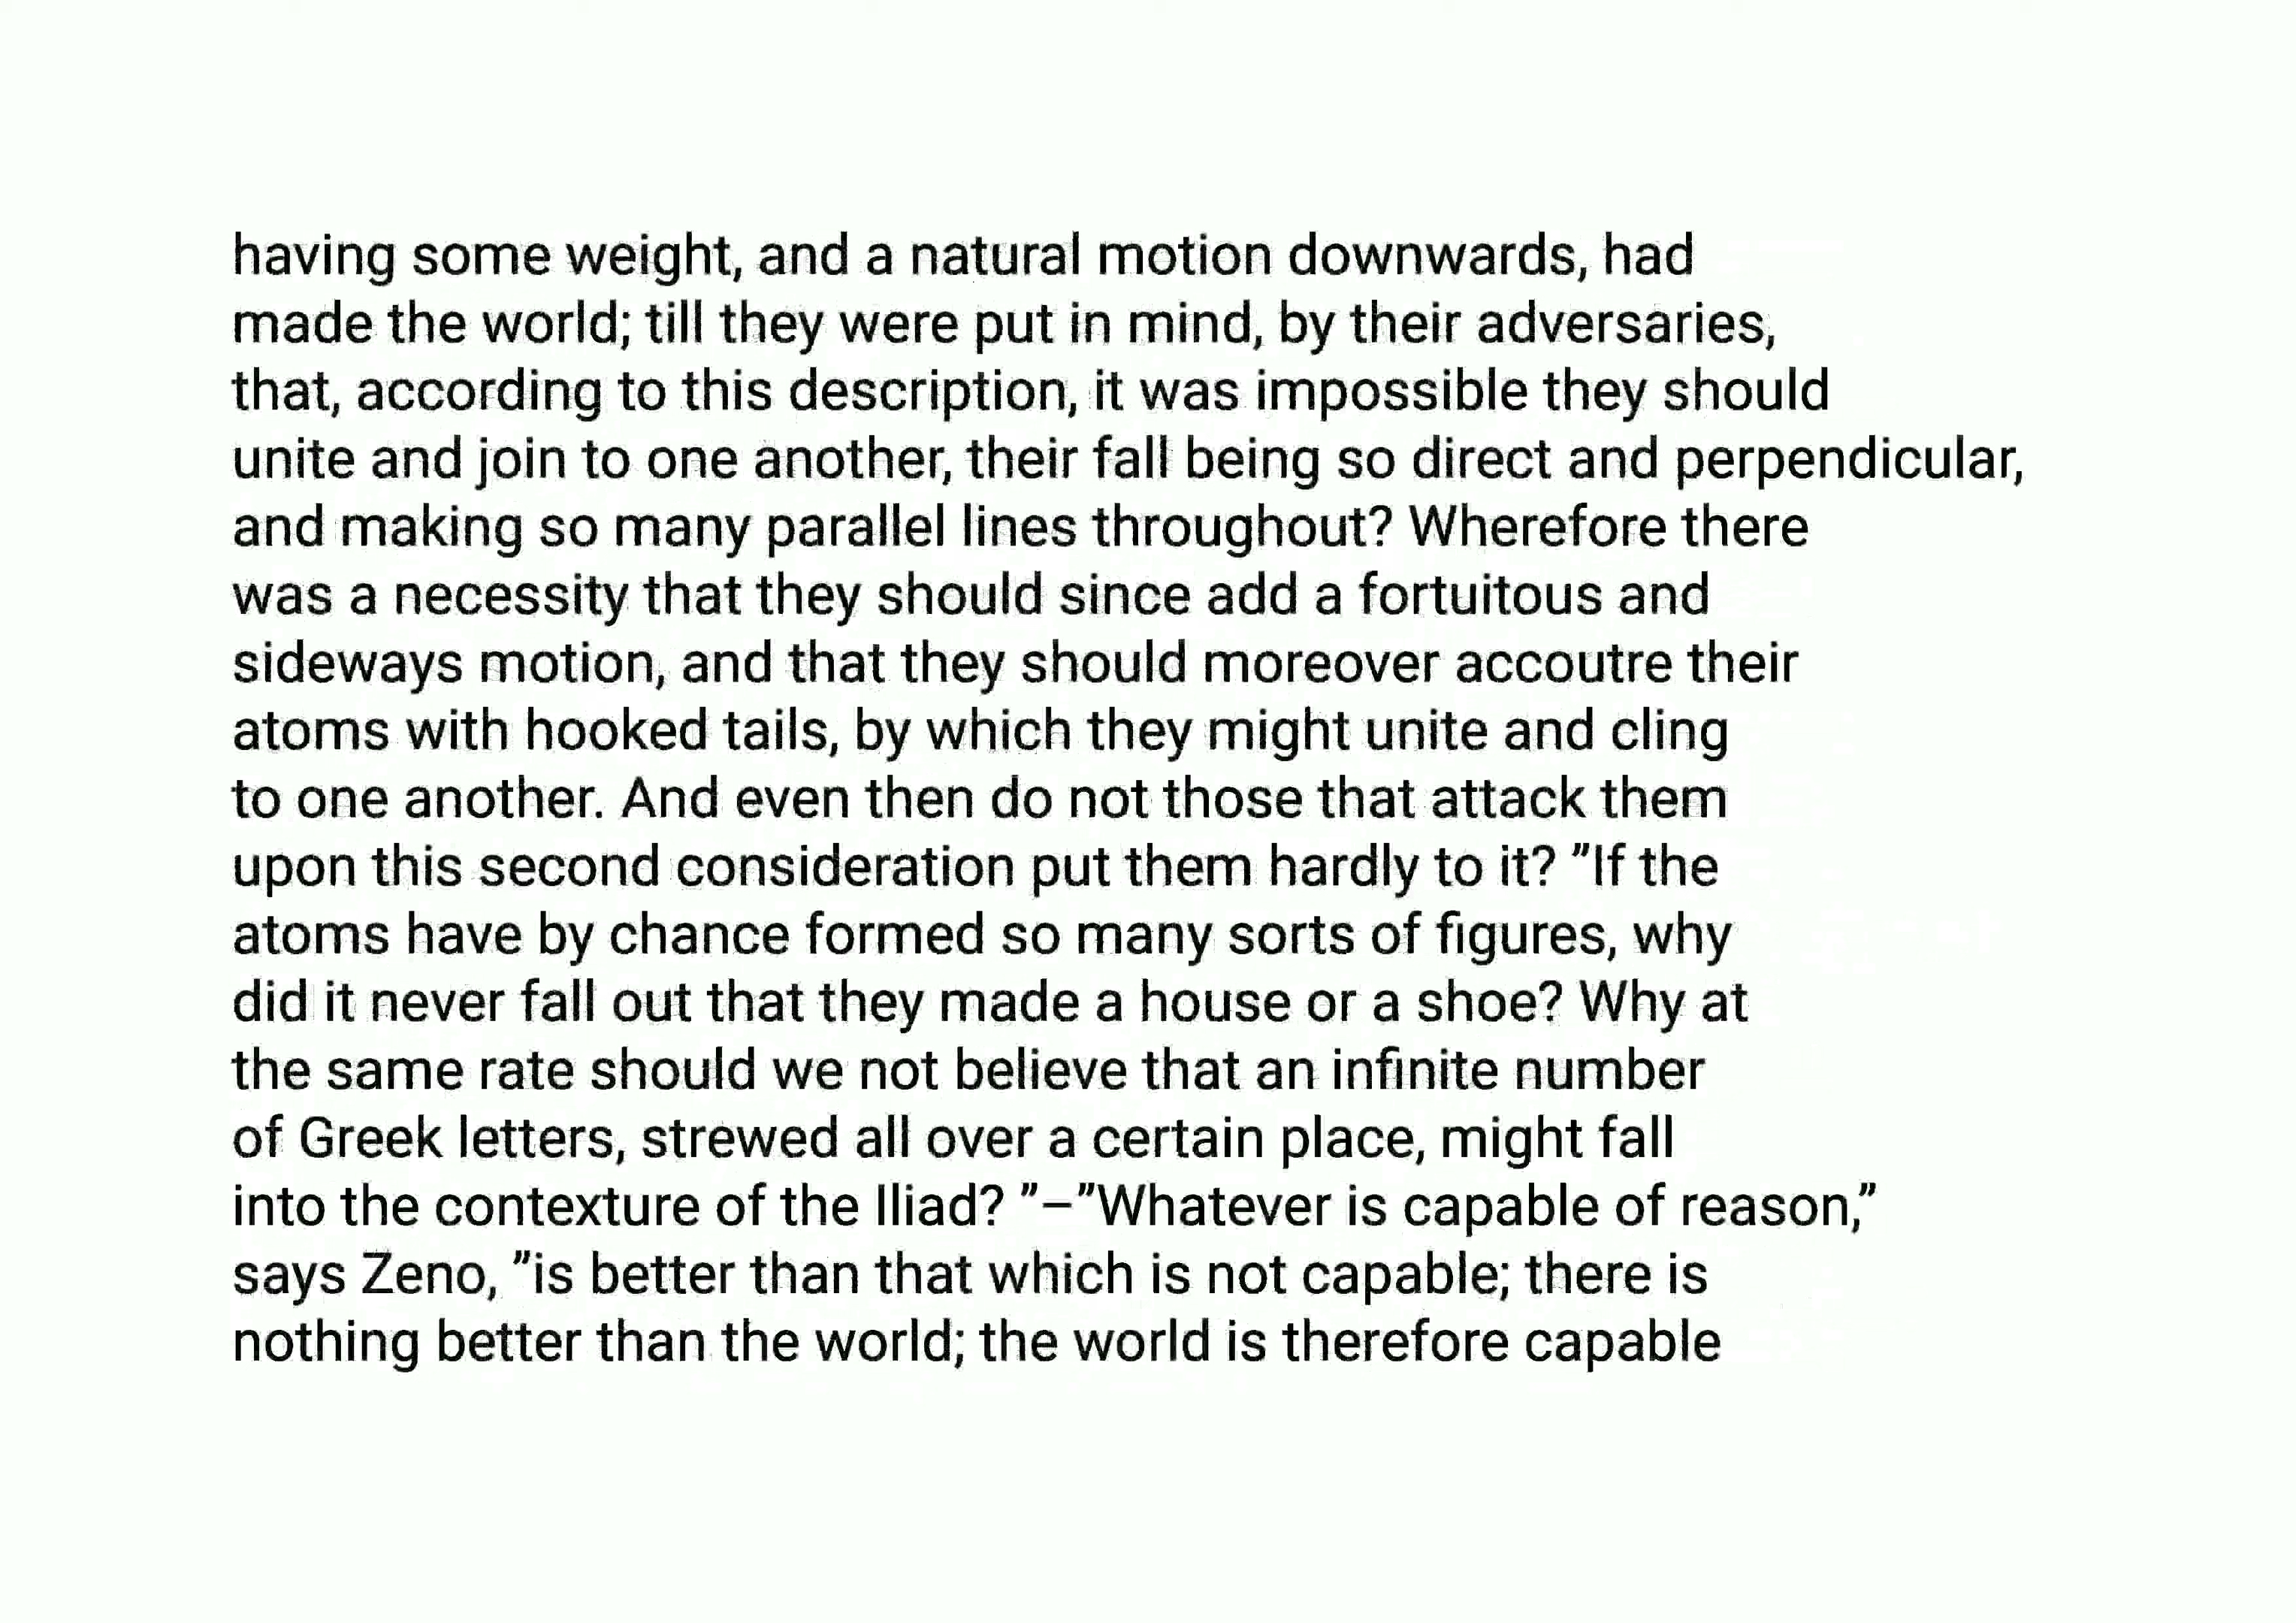 having some weight, and a natural motion downwards, had
made the world; till they were put in mind, by their adversaries,
that, according to this description, it was impossible they should
unite and join to one another, their fall being so direct and perpendicular,
and making so many parallel lines throughout? Wherefore there
was a necessity that they should since add a fortuitous and
sideways motion, and that they should moreover accoutre their
atoms with hooked tails, by which they might unite and cling
to one another. And even then do not those that attack them
upon this second consideration put them hardly to it? ”If the
atoms have by chance formed so many sorts of figures, why
did it never fall out that they made a house or a shoe? Why at
the same rate should we not believe that an infinite number
of Greek letters, strewed all over a certain place, might fall
into the contexture of the Iliad? ”–”Whatever is capable of reason,”
says Zeno, ”is better than that which is not capable; there is
nothing better than the world; the world is therefore capable